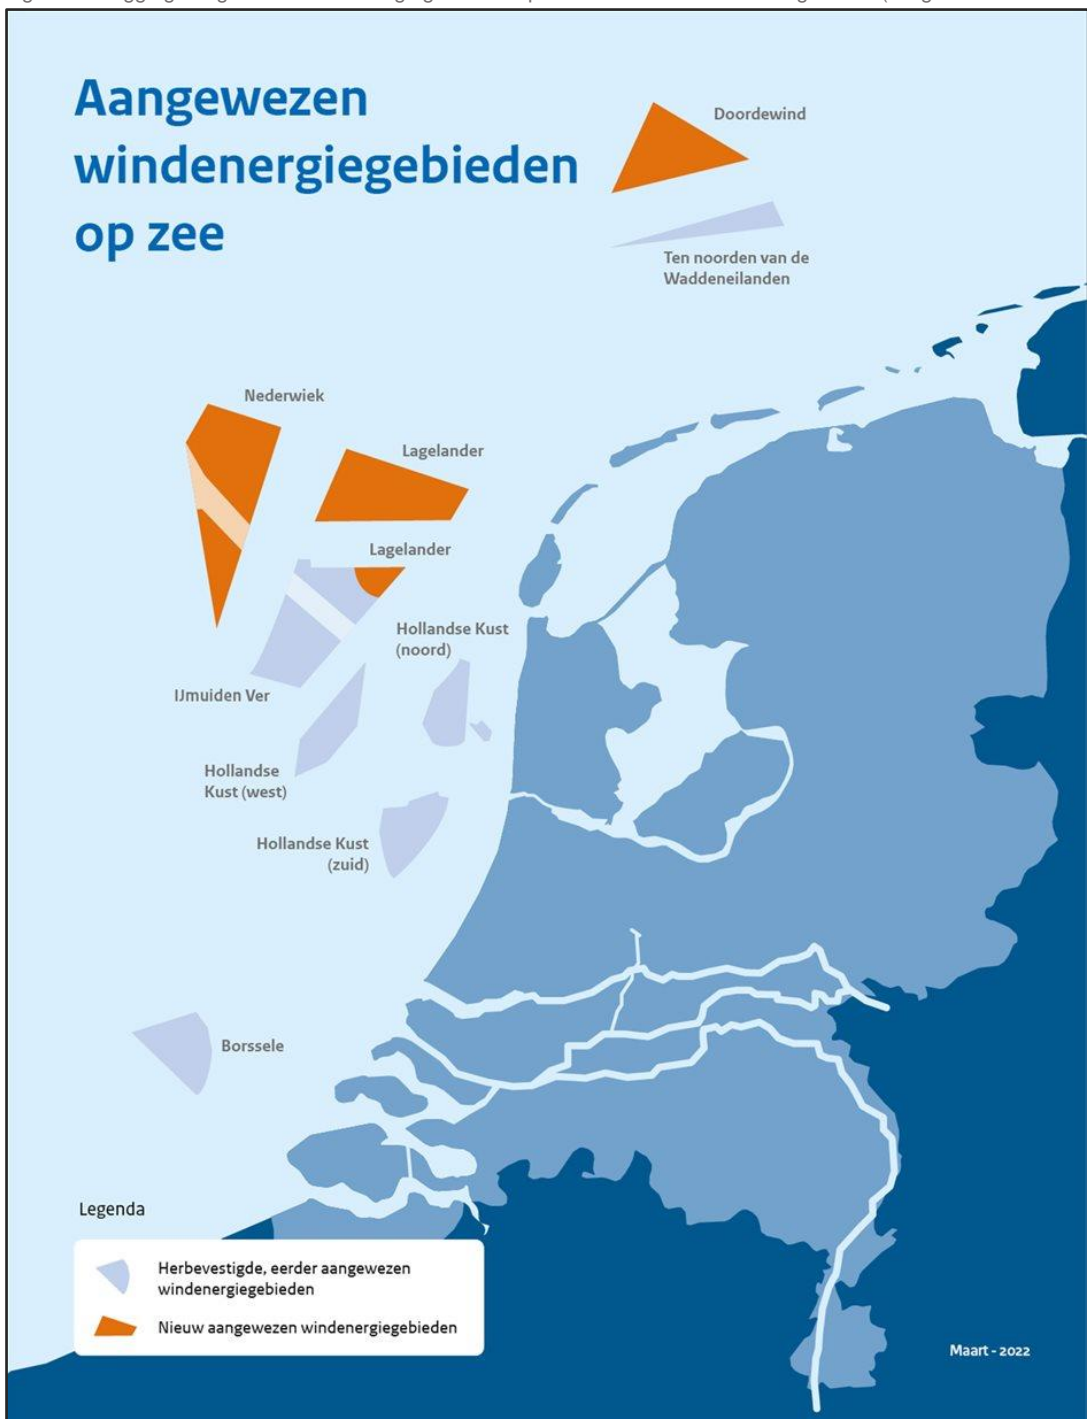 Aangewezen
windenergiegebieden
op zee
Doordewind
Ten noorden van de
Waddeneilanden
Nederwiek
Lagelander
Lagelander
Hollandse Kust
(noord)
IJmuiden Ver
Hollandse
Kust (west)
Hollandse Kust
(zuid)
Borssele
Legenda
Herbevestigde, eerder aangewezen
windenergiegebieden
Nieuw aangewezen windenergiegebieden
Maart - 2022